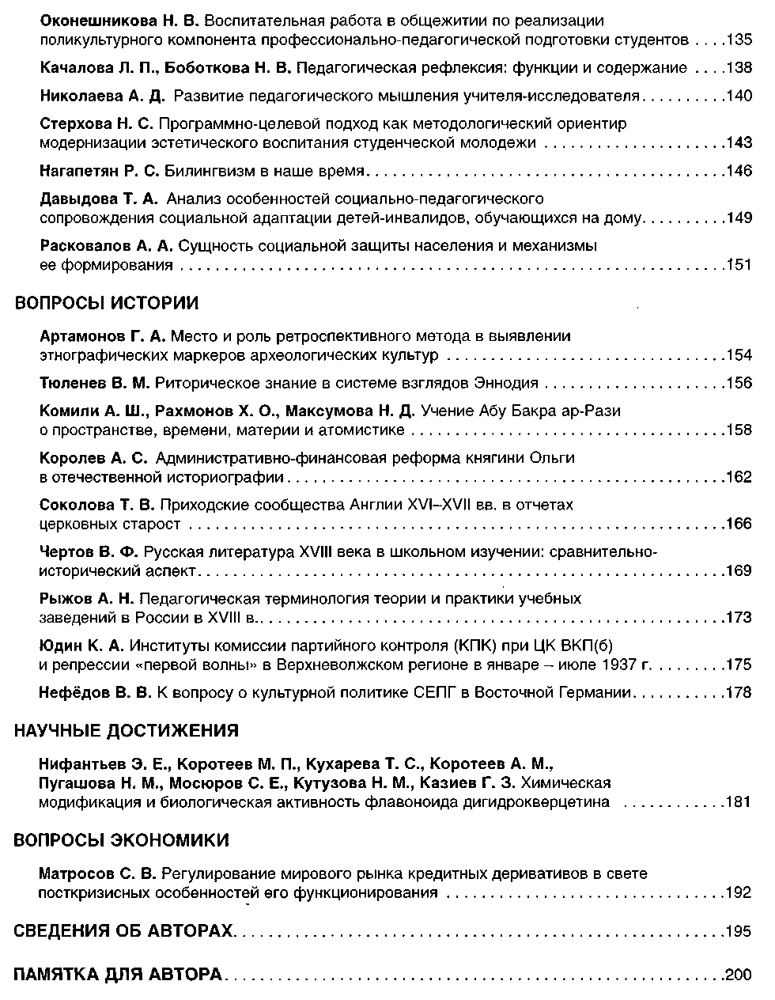 Оконешникова Н. В. Воспитательная работа в общежитии по реализации
поликультурного компонента профессионально-педагогической подготовки студентов . . . .135
Качалова Л. П., Боботкова Н. В. Педагогическая рефлексия: функции и содержание . . . .138
Николаева А. Д. Развитие педагогического мышления учителя-исследователя. . . . . . . . . .140
Стерхова Н. С. Программно-целевой подход как методологический ориентир
модернизации эстетического воспитания студенческой молодежи . . . . . . . . . . . . . . . . . . . . .143
Нагапетян Р. С. Билингвизм в наше время. . . . . . . . . . . . . . . . . . . . . . . . . . . . . . . . . . . . . . . . .146
Давыдова Т. А. Анализ особенностей социально-педагогического
сопровождения социальной адаптации детей-инвалидов, обучающихся на дому. . . . . . . . . .149
Расковалов А. А. Сущность социальной защиты населения и механизмы
ее формирования . . . . . . . . . . . . . . . . . . . . . . . . . . . . . . . . . . . . . . . . . . . . . . . . . . . . . . . . . . . . . .151
ВОПРОСЫ ИСТОРИИ
Артамонов Г. А. Место и роль ретроспективного метода в выявлении
этнографических маркеров археологических культур . . . . . . . . . . . . . . . . . . . . . . . . . . . . . . . .154
Тюленев В. М. Риторическое знание в системе взглядов Эннодия . . . . . . . . . . . . . . . . . . . . .156
Комили А. Ш., Рахмонов Х. О., Максумова Н. Д. Учение Абу Бакра ар-Рази
о пространстве, времени, материи и атомистике . . . . . . . . . . . . . . . . . . . . . . . . . . . . . . . . . . . .158
Королев А. С. Административно-финансовая реформа княгини Ольги
в отечественной историографии. . . . . . . . . . . . . . . . . . . . . . . . . . . . . . . . . . . . . . . . . . . . . . . . . .162
Соколова Т. В. Приходские сообщества Англии XVI–XVII вв. в отчетах
церковных старост . . . . . . . . . . . . . . . . . . . . . . . . . . . . . . . . . . . . . . . . . . . . . . . . . . . . . . . . . . . . .166
Чертов В. Ф. Русская литература XVIII века в школьном изучении: сравнительно-
исторический аспект. . . . . . . . . . . . . . . . . . . . . . . . . . . . . . . . . . . . . . . . . . . . . . . . . . . . . . . . . . . .169
Рыжов А. Н. Педагогическая терминология теории и практики учебных
заведений в России в XVIII в.. . . . . . . . . . . . . . . . . . . . . . . . . . . . . . . . . . . . . . . . . . . . . . . . . . . . .173
Юдин К. А. Институты комиссии партийного контроля (КПК) при ЦК ВКП(б)
и репрессии «первой волны» в Верхневолжском регионе в январе – июле 1937 г. . . . . . . . .175
Нефёдов В. В. К вопросу о культурной политике СЕПГ в Восточной Германии. . . . . . . . . . .178
НАУЧНЫЕ ДОСТИЖЕНИЯ
Нифантьев Э. Е., Коротеев М. П., Кухарева Т. С., Коротеев А. М.,
Пугашова Н. М., Мосюров С. Е., Кутузова Н. М., Казиев Г. З. Химическая
модификация и биологическая активность флавоноида дигидрокверцетина . . . . . . . . . . . .181
ВОПРОСЫ ЭКОНОМИКИ
Матросов С. В. Регулирование мирового рынка кредитных деривативов в свете
посткризисных особенностей его функционирования . . . . . . . . . . . . . . . . . . . . . . . . . . . . . . . .192
СВЕДЕНИЯ ОБ АВТОРАХ. . . . . . . . . . . . . . . . . . . . . . . . . . . . . . . . . . . . . . . . . . . . . . . . . . . . . . . .195
ПАМЯТКА ДЛЯ АВТОРА. . . . . . . . . . . . . . . . . . . . . . . . . . . . . . . . . . . . . . . . . . . . . . . . . . . . . . . . .200